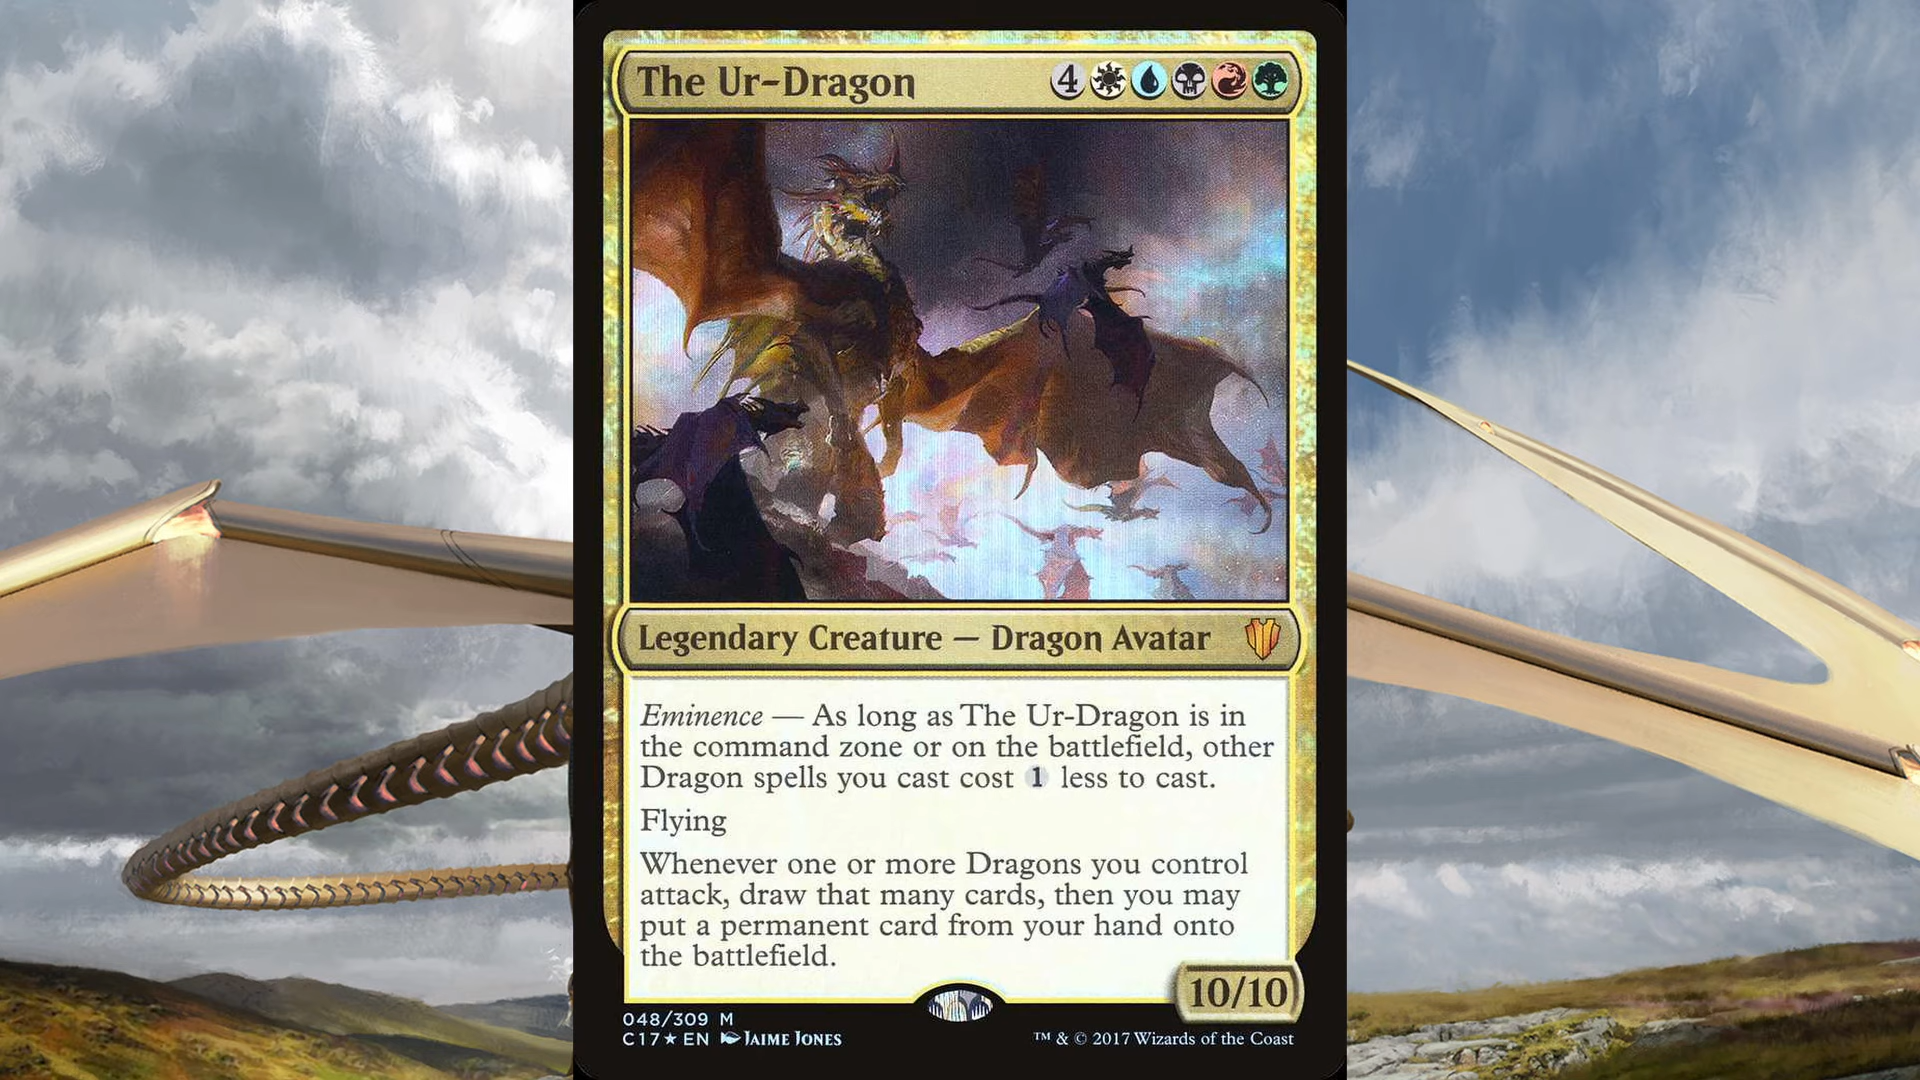 The Ur-Dragon 4
Legendary Creature — Dragon Avatar
Eminence — As long as The Ur-Dragon is in
the command zone or on the battlefield, other
Dragon spells you cast cost 1 less to cast.
Flying
Whenever one or more Dragons you control
attack, draw that many cards, then you may
put a permanent card from your hand onto
the battlefield.
10/10
048/309 M
C17★EN JAIME JONES
™ & © 2017 Wizards of the Coast